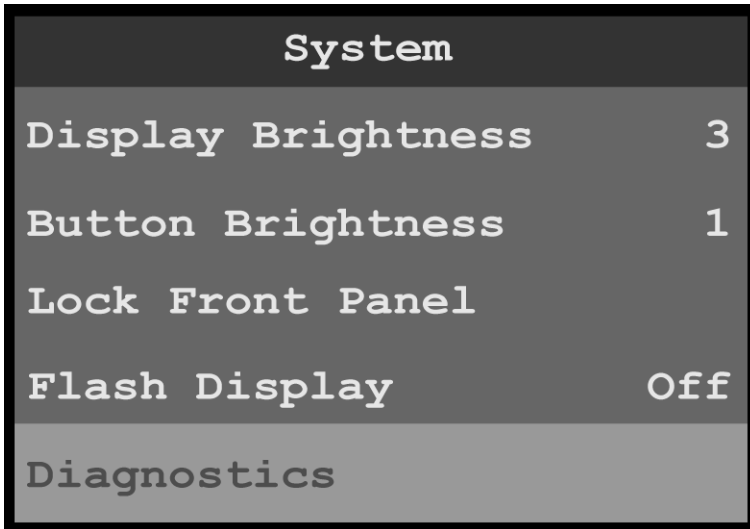 System
Display Brightness 3
Button Brightness 1
Lock Front Panel
Flash Display Off
Diagnostics